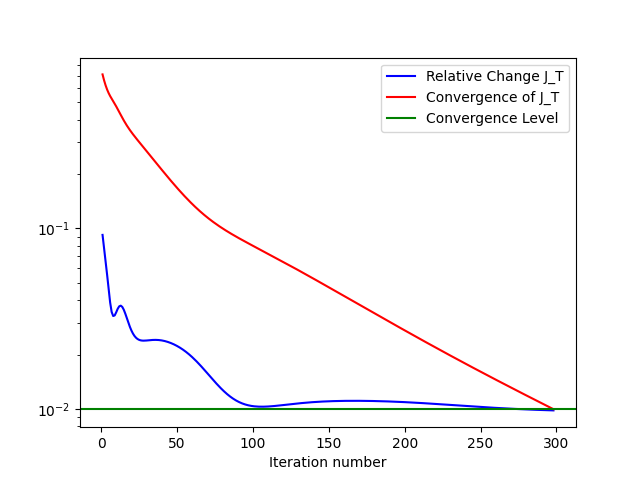 Relative Change J_T
Convergence of J_T
Convergence Level
10⁻¹
10⁻²
0 50 100 150 200 250 300
Iteration number